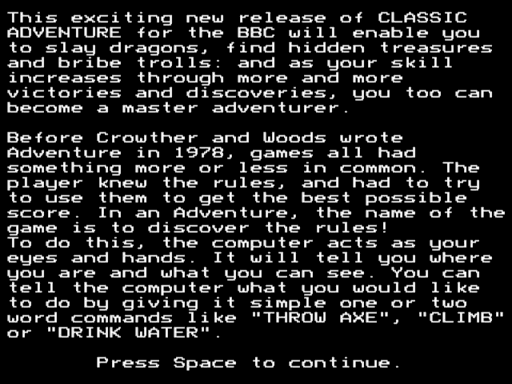 This exciting new release of CLASSIC
ADVENTURE for the BBC will enable you
to slay dragons, find hidden treasures
and bribe trolls: and as your skill
increases through more and more
victories and discoveries, you too can
become a master adventurer.
Before Crowther and Woods wrote
Adventure in 1978, games all had
something more or less in common. The
player knew the rules, and had to try
to use them to get the best possible
score. In an Adventure, the name of the
game is to discover the rules!
To do this, the computer acts as your
eyes and hands. It will tell you where
you are and what you can see. You can
tell the computer what you would like
to do by giving it simple one or two
word commands like "THROW AXE", "CLIMB"
or "DRINK WATER".
Press Space to continue.